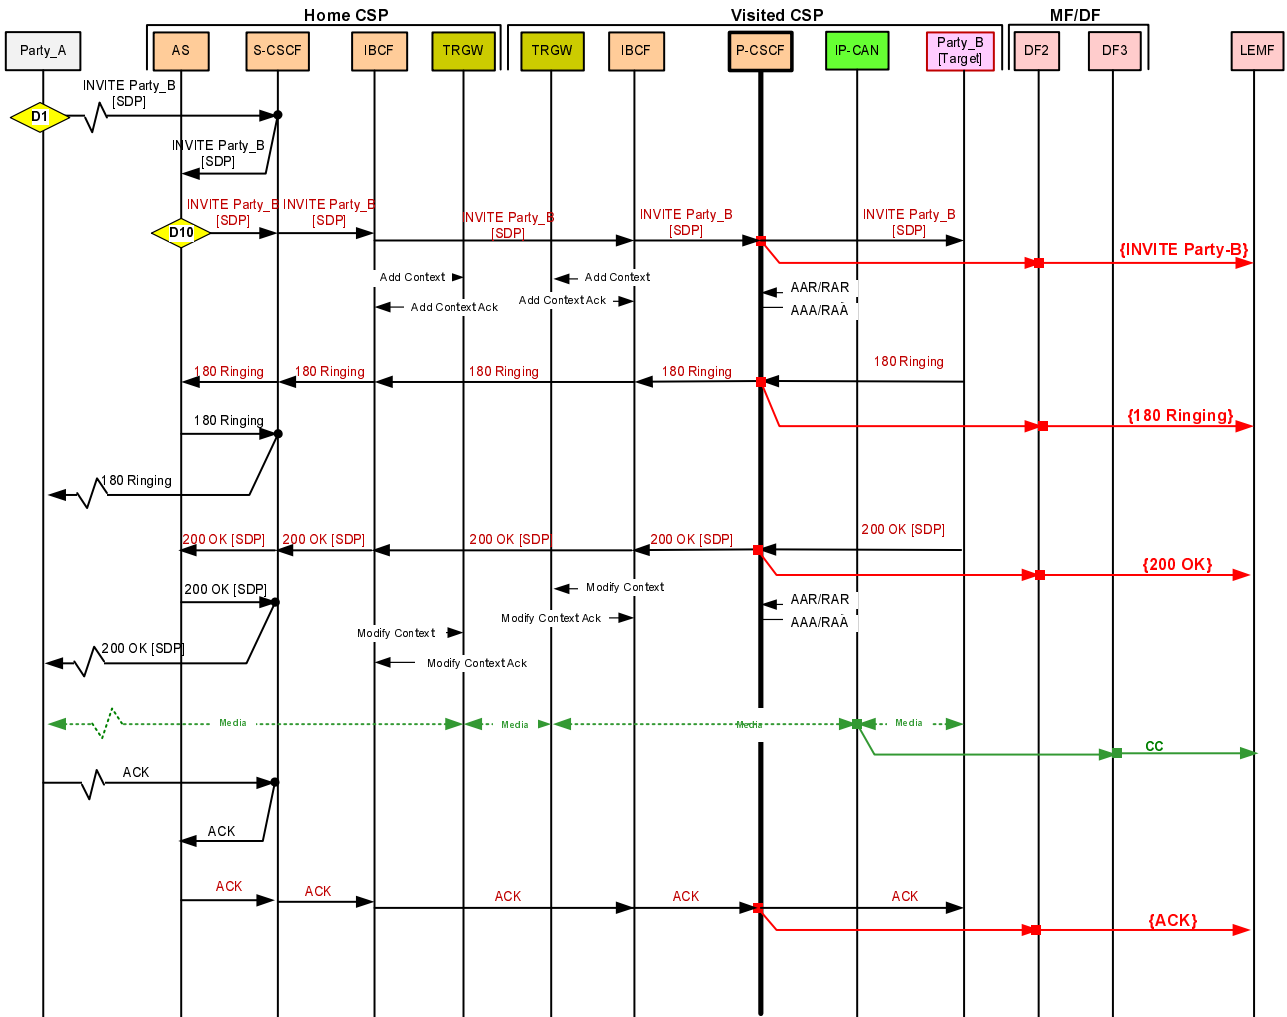 Home CSP
Visited CSP
MF/DF
Party_A
AS
S-CSCF
IBCF
TRGW
TRGW
IBCF
P-CSCF
IP-CAN
Party_B
[Target]
DF2
DF3
LEMF
INVITE Party_B
[SDP]
D1
INVITE Party_B
[SDP]
INVITE Party_B
[SDP]
INVITE Party_B
[SDP]
NVITE Party_B
[SDP]
INVITE Party_B
[SDP]
INVITE Party_B
[SDP]
D10
{INVITE Party-B}
Add Context
Add Context
AAR/RAR
Add Context Ack
Add Context Ack
AAA/RAA
180 Ringing
180 Ringing
180 Ringing
180 Ringing
180 Ringing
180 Ringing
{180 Ringing}
180 Ringing
200 OK [SDP]
200 OK [SDP]
200 OK [SDP]
200 OK [SDP]
200 OK [SDP]
{200 OK}
200 OK [SDP]
Modify Context
AAR/RAR
Modify Context Ack
AAA/RAA
Modify Context
200 OK [SDP]
Modify Context Ack
Media
Media
Media
Media
CC
ACK
ACK
ACK
ACK
ACK
ACK
ACK
{ACK}